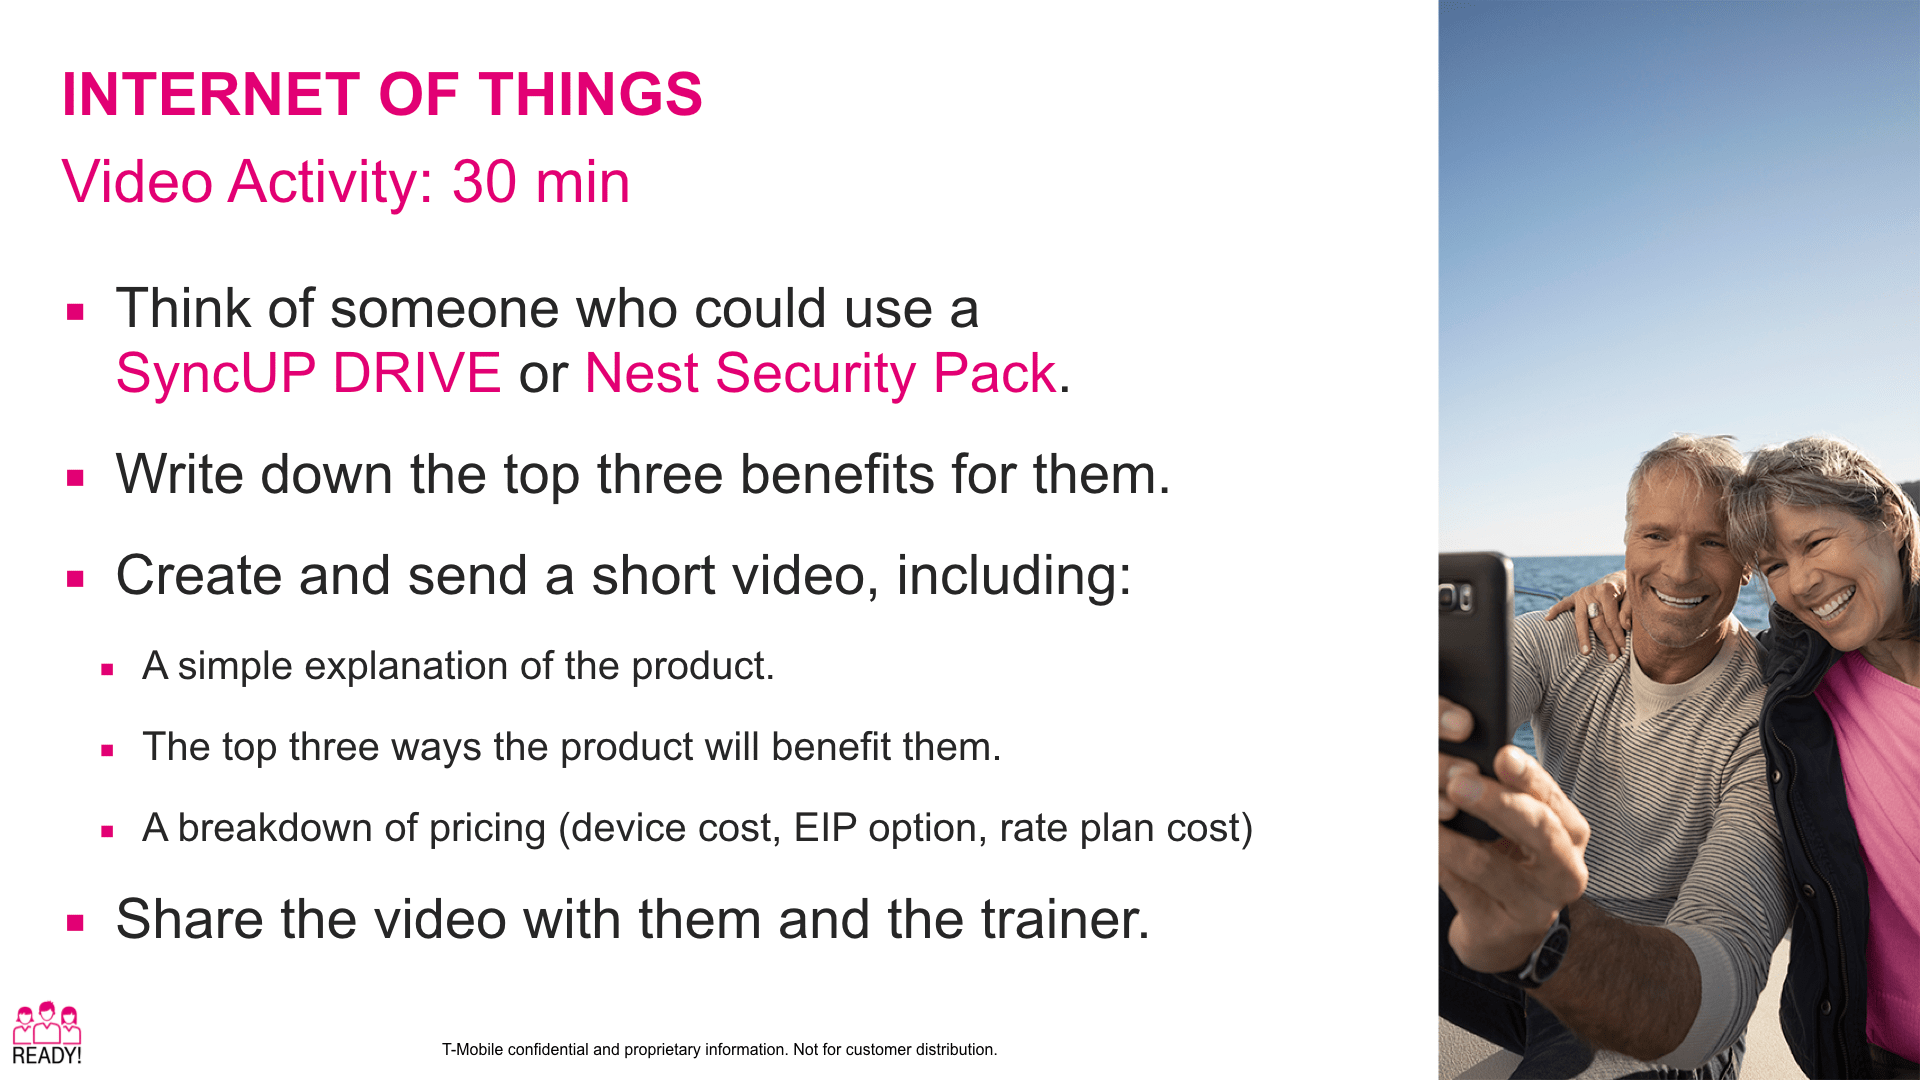 INTERNET OF THINGS
Video Activity: 30 min
Think of someone who could use a
SyncUP DRIVE or Nest Security Pack.
Write down the top three benefits for them.
Create and send a short video, including:
A simple explanation of the product.
The top three ways the product will benefit them.
A breakdown of pricing (device cost, EIP option, rate plan cost)
Share the video with them and the trainer.
READY!
T-Mobile confidential and proprietary information. Not for customer distribution.